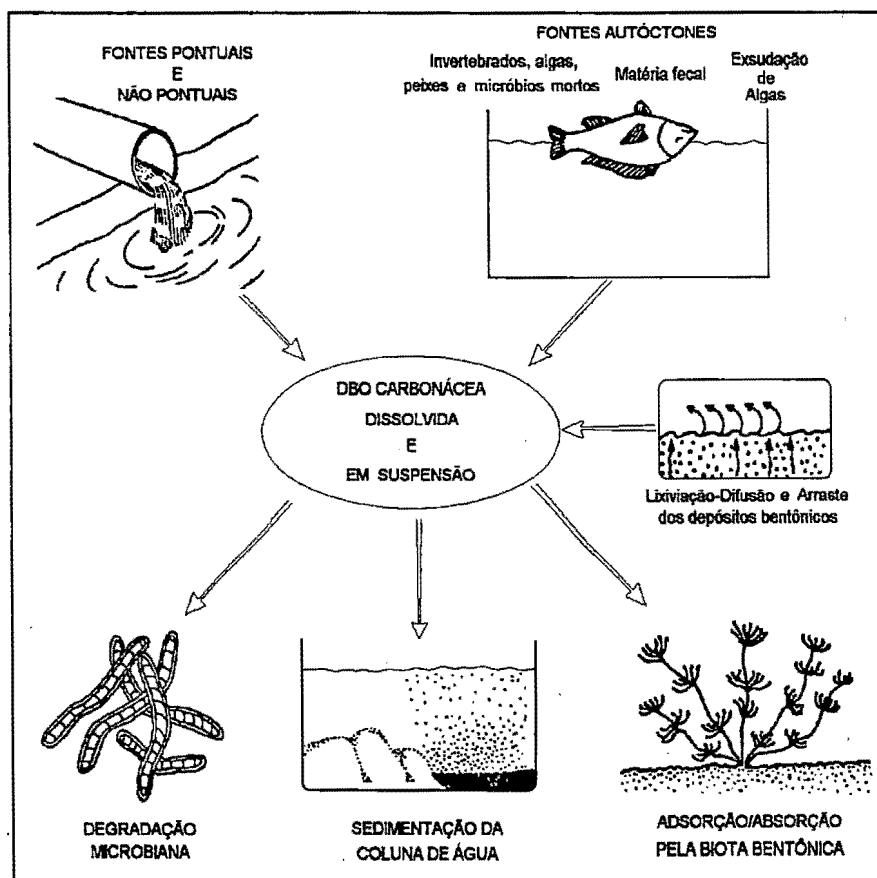 FONTES PONTUAIS
E
NÃO PONTUAIS
FONTES AUTÓCTONES
Invertebrados, algas,
peixes e micróbios mortos
Matéria fecal
Exsudação
de
Algas
DBO CARBONÁCEA
DISSOLVIDA
E
EM SUSPENSÃO
Lixiviação-Difusão e Arraste
dos depósitos bentônicos
DEGRADAÇÃO
MICROBIANA
SEDIMENTAÇÃO DA
COLUNA DE ÁGUA
ADSORÇÃO/ABSORÇÃO
PELA BIOTA BENTÔNICA